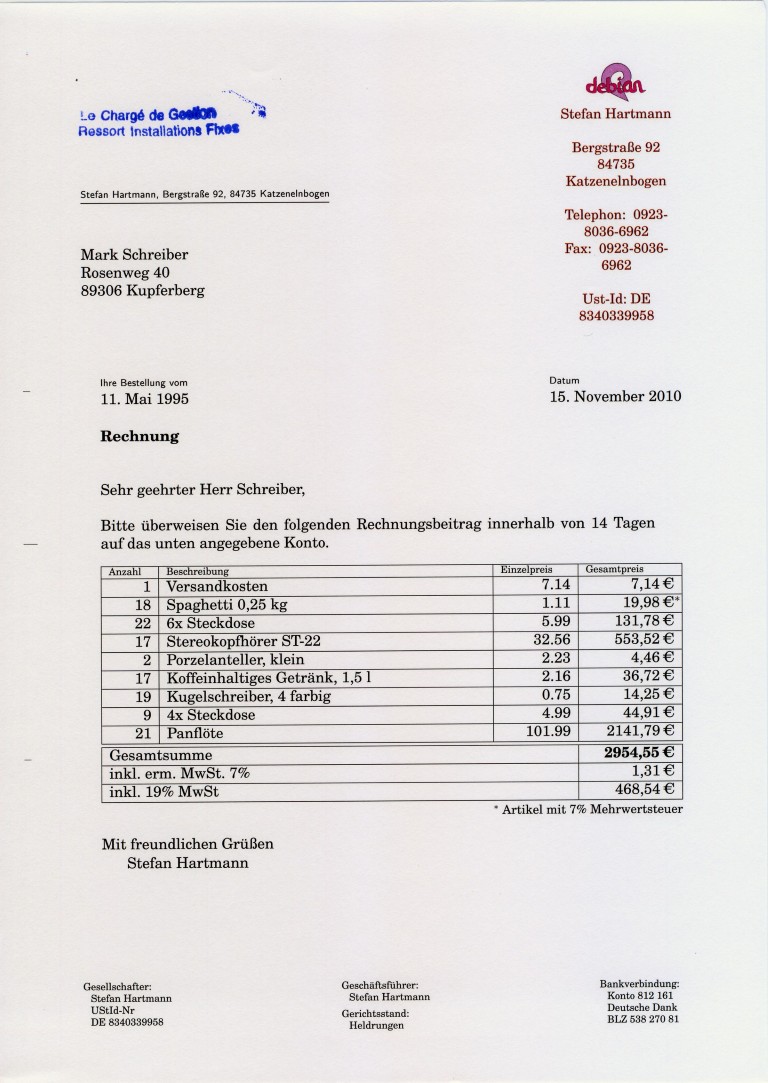 debian
Le Chargé de Gestion
Ressort Installations Fixes
Stefan Hartmann
Bergstraße 92
84735
Katzenelnbogen
Telephon: 0923-
8036-6962
Fax: 0923-8036-
6962
Ust-Id: DE
8340339958
Stefan Hartmann, Bergstraße 92, 84735 Katzenelnbogen
Mark Schreiber
Rosenweg 40
89306 Kupferberg
Ihre Bestellung vom
11. Mai 1995
Datum
15. November 2010
Rechnung
Sehr geehrter Herr Schreiber,
Bitte überweisen Sie den folgenden Rechnungsbeitrag innerhalb von 14 Tagen
auf das unten angegebene Konto.
Anzahl Beschreibung Einzelpreis Gesamtpreis
1 Versandkosten 7.14 7,14 €
18 Spaghetti 0,25 kg 1.11 19,98 €*
22 6x Steckdose 5.99 131,78 €
17 Stereokopfhörer ST-22 32.56 553,52 €
2 Porzelanteller, klein 2.23 4,46 €
17 Koffeinhaltiges Getränk, 1,5 l 2.16 36,72 €
19 Kugelschreiber, 4 farbig 0.75 14,25 €
9 4x Steckdose 4.99 44,91 €
21 Panflöte 101.99 2141,79 €
Gesamtsumme 2954,55 €
inkl. erm. MwSt. 7% 1,31 €
inkl. 19% MwSt 468,54 €
* Artikel mit 7% Mehrwertsteuer
Mit freundlichen Grüßen
Stefan Hartmann
Gesellschafter:
Stefan Hartmann
UStId-Nr
DE 8340339958
Geschäftsführer:
Stefan Hartmann
Gerichtsstand:
Heldrungen
Bankverbindung:
Konto 812 161
Deutsche Dank
BLZ 538 270 81